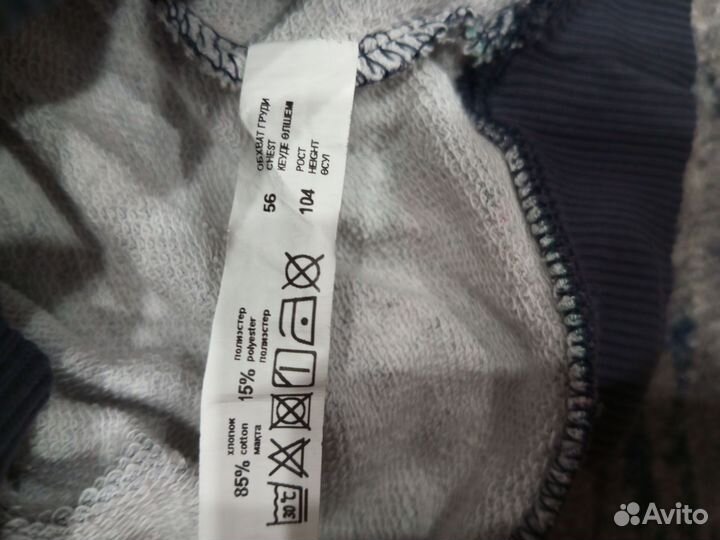 85% хлопок
cotton
мақта
15% полиэстер
polyester
полиэстер
30°C
56 ОБХВАТ ГРУДИ
CHEST
КЕУДЕ ӨЛШЕМІ
104 РОСТ
HEIGHT
ӨСУІ
Avito